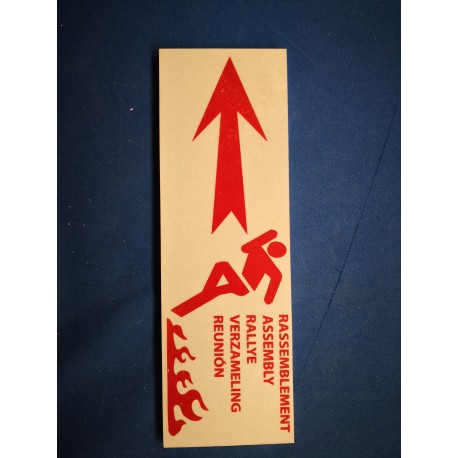 RASSEMBLEMENT
ASSEMBLY
RALLYE
VERZAMELING
REUNIÓN